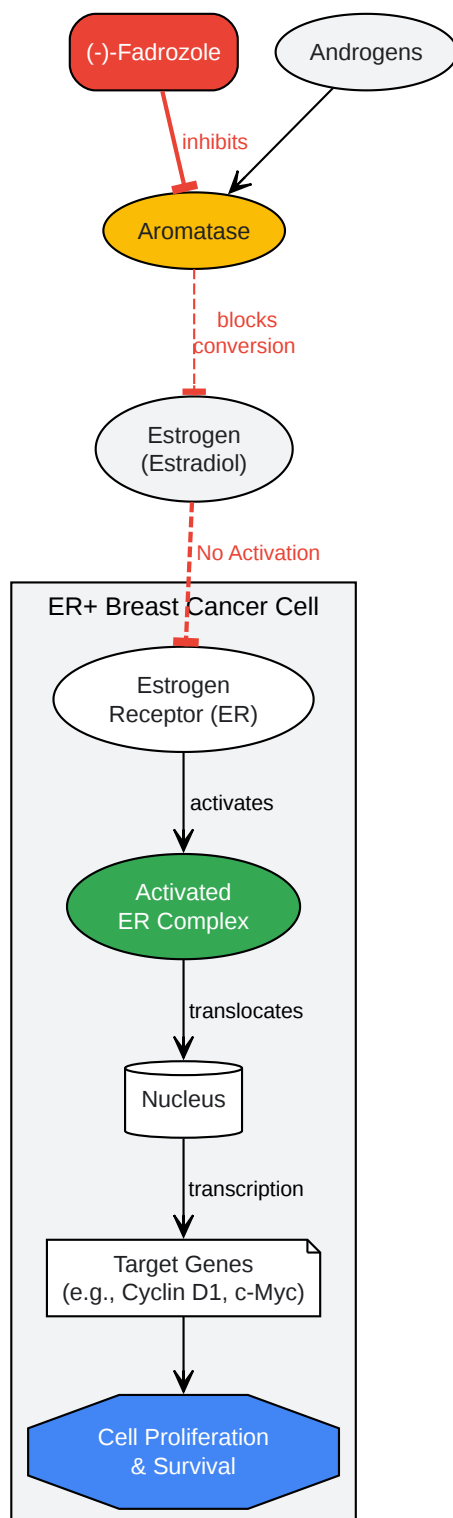 (-)-Fadrozole
Androgens
inhibits
Aromatase
blocks
conversion
Estrogen
(Estradiol)
No Activation
ER+ Breast Cancer Cell
Estrogen
Receptor (ER)
activates
Activated
ER Complex
translocates
Nucleus
transcription
Target Genes
(e.g., Cyclin D1, c-Myc)
Cell Proliferation
& Survival